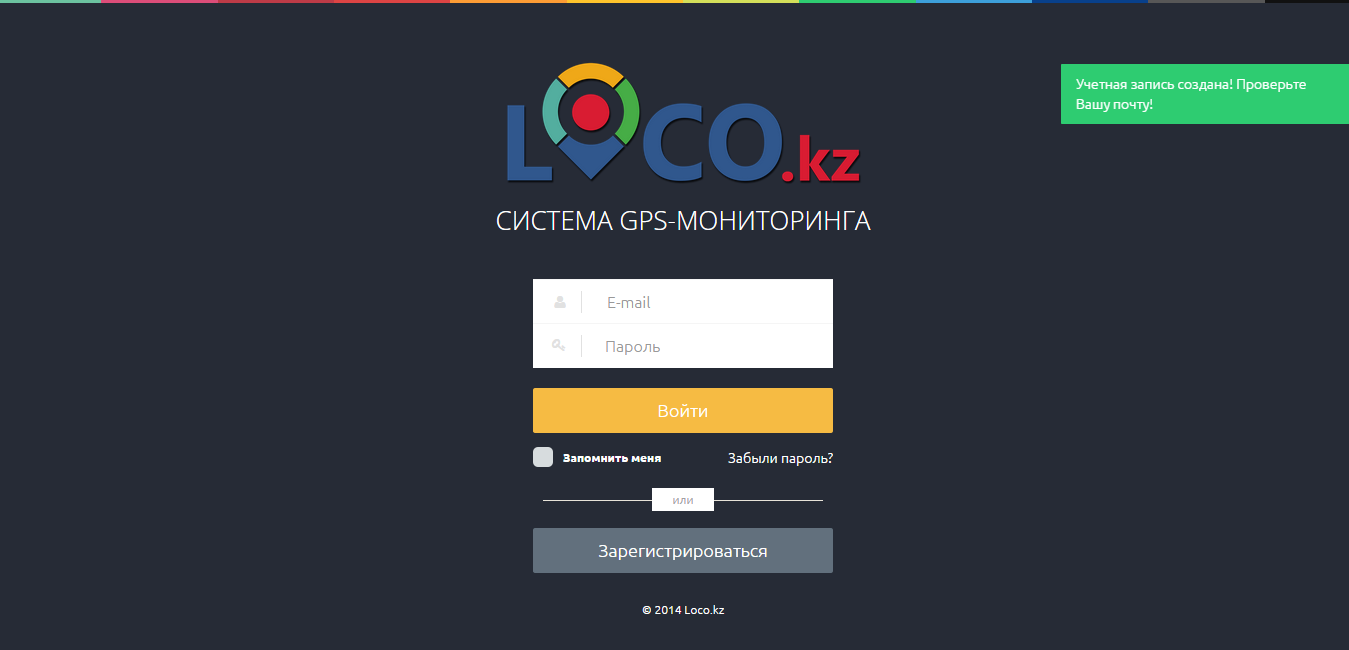 LOCO.kz
Учетная запись создана! Проверьте
Вашу почту!
СИСТЕМА GPS-МОНИТОРИНГА
E-mail
Пароль
Войти
Запомнить меня
Забыли пароль?
или
Зарегистрироваться
© 2014 Loco.kz